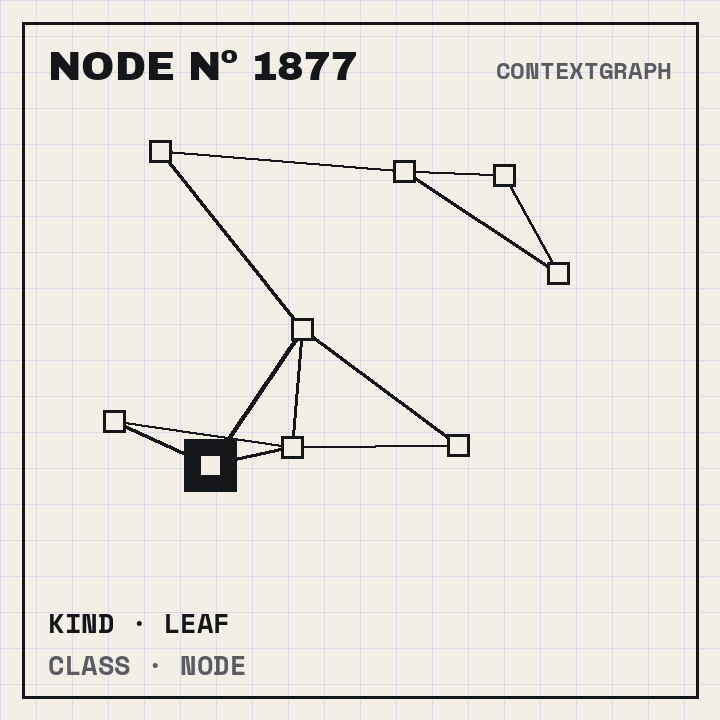 NODE Nº 1877
CONTEXTGRAPH
KIND · LEAF
CLASS · NODE